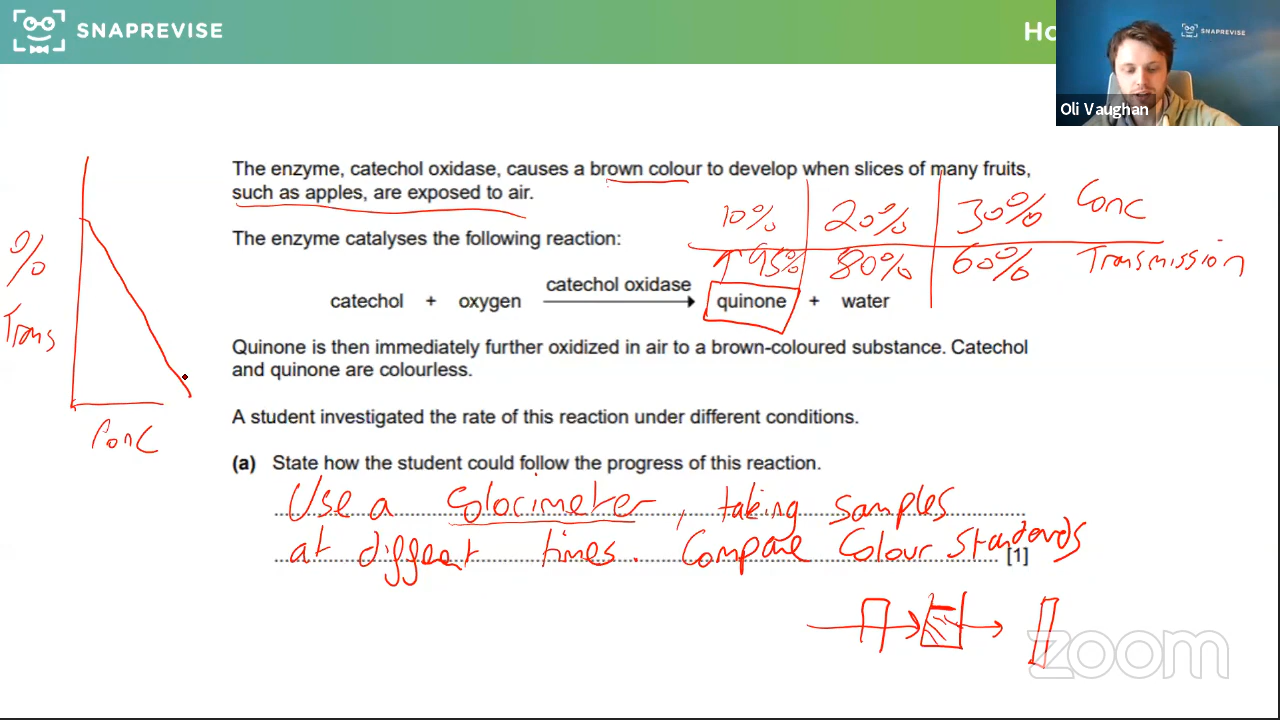 SNAPREVISE
Ho
SNAPREVISE
Oli Vaughan
The enzyme, catechol oxidase, causes a brown colour to develop when slices of many fruits,
such as apples, are exposed to air.
10% 20% 30% Conc
The enzyme catalyses the following reaction:
↑95% 80% 60% Transmission
catechol oxidase
catechol + oxygen → quinone + water
% Trans
Conc
Quinone is then immediately further oxidized in air to a brown-coloured substance. Catechol
and quinone are colourless.
A student investigated the rate of this reaction under different conditions.
(a) State how the student could follow the progress of this reaction.
Use a colorimeter, taking samples
at different times. Compare Colour Standards
[1]
zoom